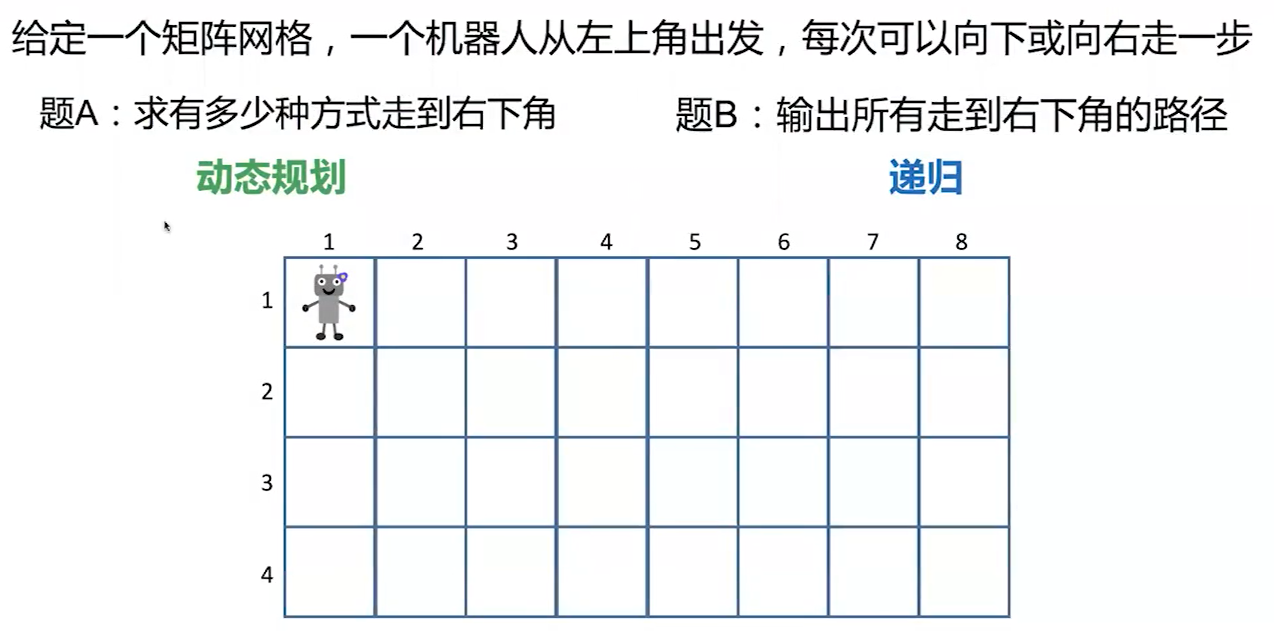 给定一个矩阵网格，一个机器人从左上角出发，每次可以向下或向右走一步
题A：求有多少种方式走到右下角
题B：输出所有走到右下角的路径
动态规划
递归
1 2 3 4 5 6 7 8
1
2
3
4